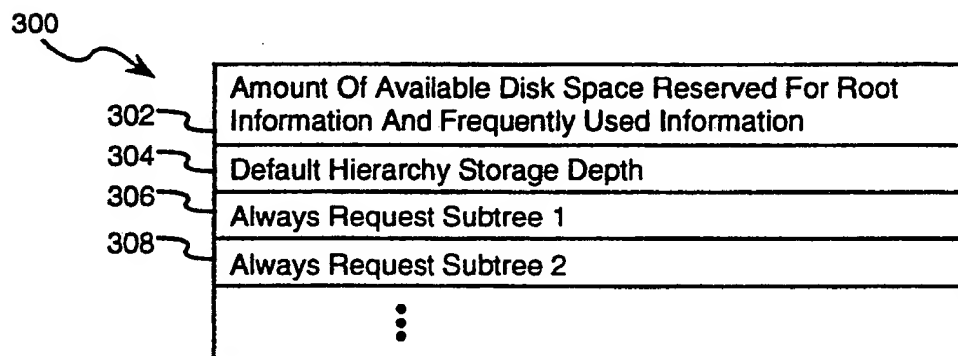 300
302
Amount Of Available Disk Space Reserved For Root
Information And Frequently Used Information
304
Default Hierarchy Storage Depth
306
Always Request Subtree 1
308
Always Request Subtree 2